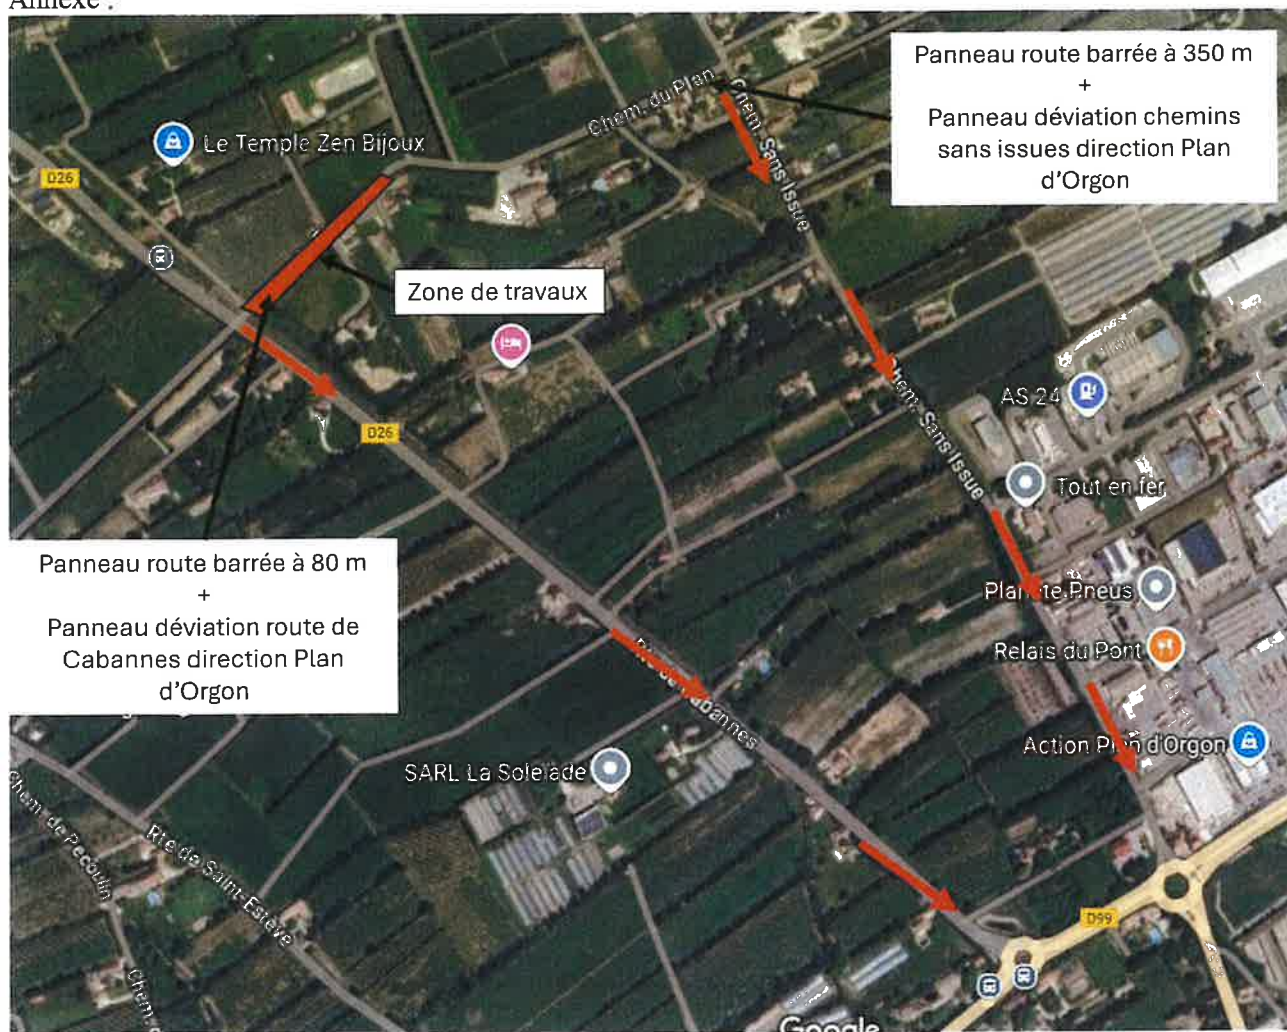 Annexe :
Panneau route barrée à 350 m
+
Panneau déviation chemins
sans issues direction Plan
d'Orgon
Chem. du Plan
Chem. Sans Issue
Le Temple Zen Bijoux
D26
Zone de travaux
D26
AS 24
Chem. Sans Issue
Tout en fer
Panneau route barrée à 80 m
+
Panneau déviation route de
Cabannes direction Plan
d'Orgon
Planète Pneus
Relais du Pont
Action Plan d'Orgon
SARL La Soleiade
Chem. de Pecoulin
Rte de Saint-Estève
D99
Google